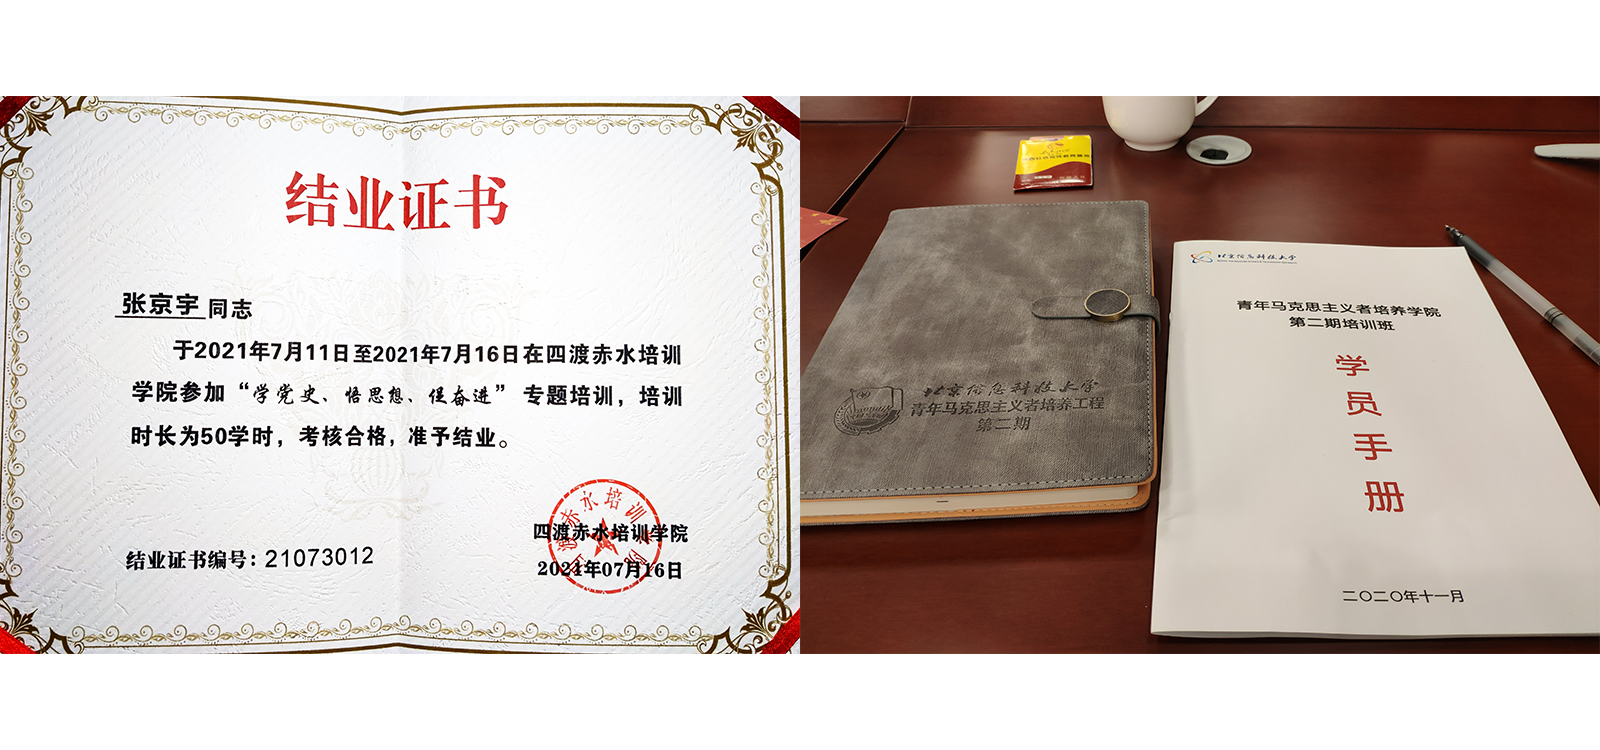 结业证书
张京宇 同志
于2021年7月11日至2021年7月16日在四渡赤水培训
学院参加“学党史、悟思想、促奋进”专题培训，培训
时长为50学时，考核合格，准予结业。
四渡赤水培训学院
2021年07月16日
结业证书编号：21073012
北京信息科技大学
青年马克思主义者培养工程
第二期
北京信息科技大学
青年马克思主义者培养学院
第二期培训班
学
员
手
册
二〇二〇年十一月